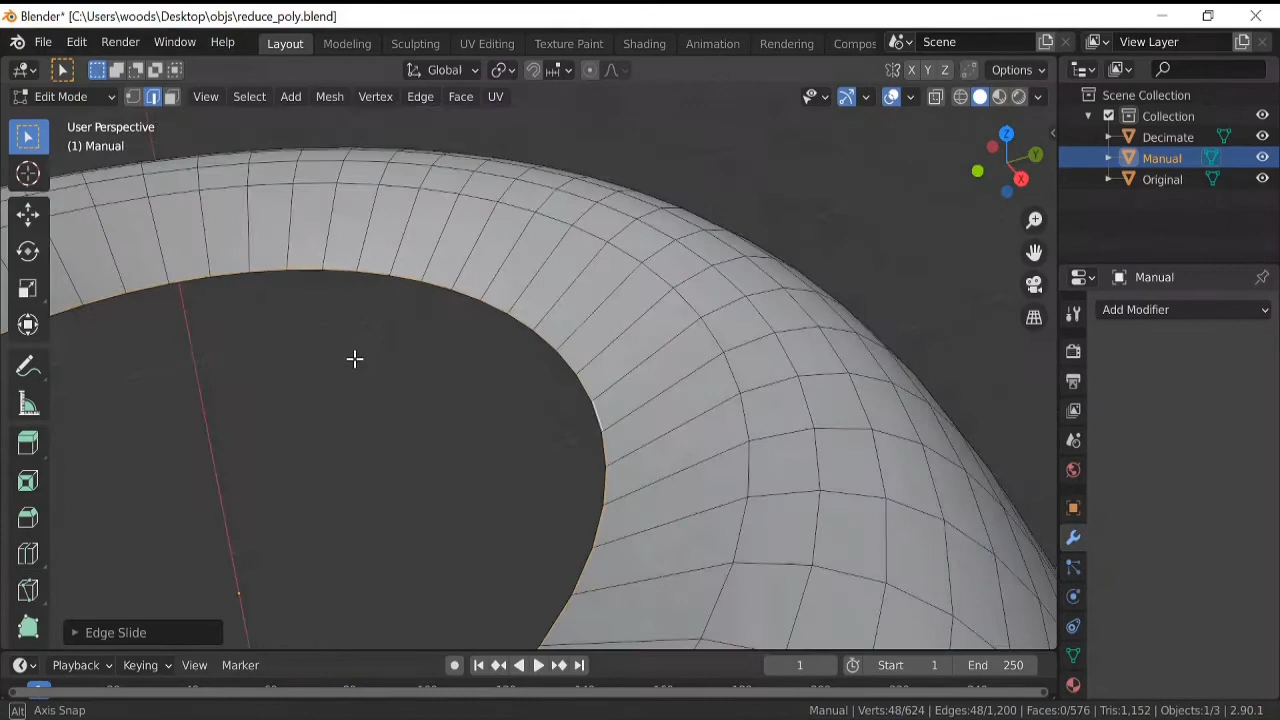 Blender* [C:\Users\woods\Desktop\objs\reduce_poly.blend]
File Edit Render Window Help Layout Modeling Sculpting UV Editing Texture Paint Shading Animation Rendering Compos Scene View Layer
Global X Y Z Options
Edit Mode View Select Add Mesh Vertex Edge Face UV
User Perspective
(1) Manual
Z
Y
X
Scene Collection
Collection
Decimate
Manual
Original
Manual
Add Modifier
Edge Slide
Playback Keying View Marker 1 Start 1 End 250
Alt Axis Snap Manual | Verts:48/624 | Edges:48/1,200 | Faces:0/576 | Tris:1,152 | Objects:1/3 | 2.90.1